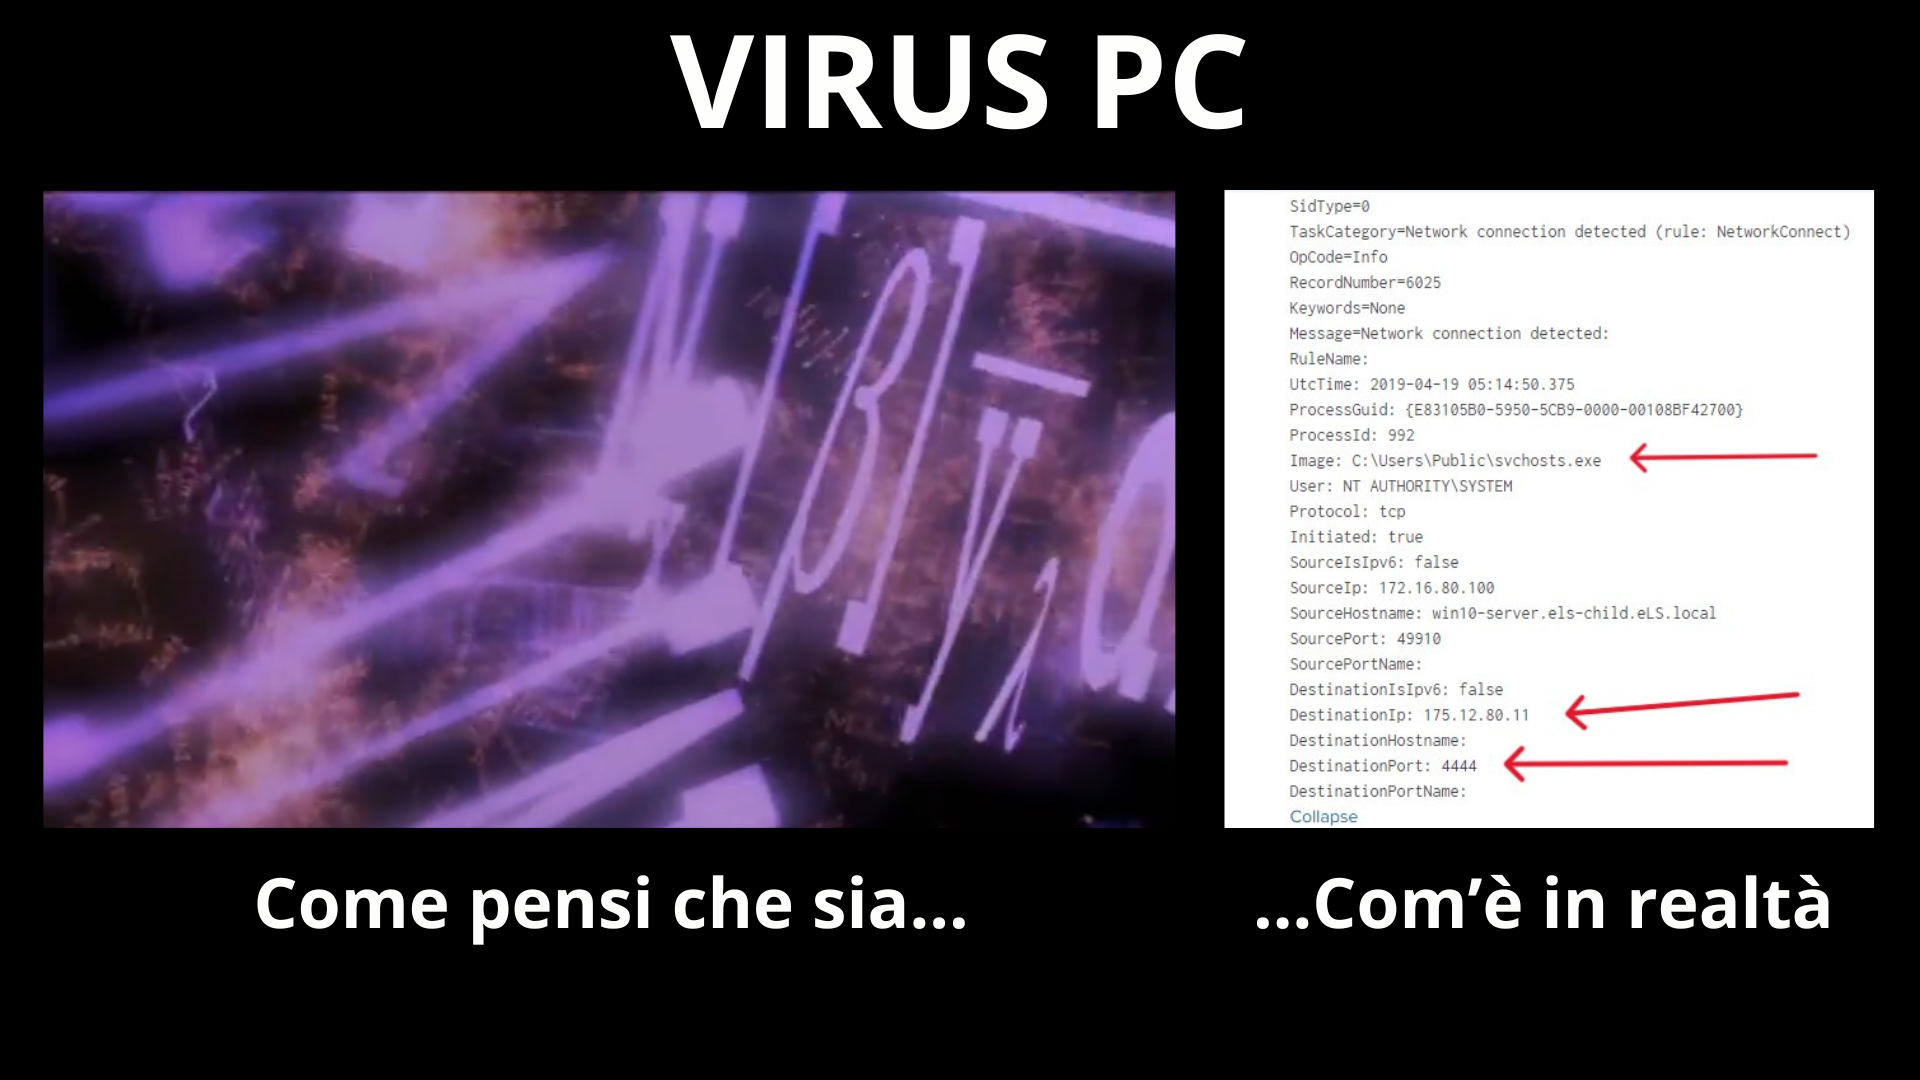 VIRUS PC
SidType=0
TaskCategory=Network connection detected (rule: NetworkConnect)
OpCode=Info
RecordNumber=6025
Keywords=None
Message=Network connection detected:
RuleName:
UtcTime: 2019-04-19 05:14:50.375
ProcessGuid: {E83105B0-5950-5CB9-0000-00108BF42700}
ProcessId: 992
Image: C:\Users\Public\svchosts.exe
User: NT AUTHORITY\SYSTEM
Protocol: tcp
Initiated: true
SourceIsIpv6: false
SourceIp: 172.16.80.100
SourceHostname: win10-server.els-child.eLS.local
SourcePort: 49910
SourcePortName:
DestinationIsIpv6: false
DestinationIp: 175.12.80.11
DestinationHostname:
DestinationPort: 4444
DestinationPortName:
Collapse
Come pensi che sia...
...Com’è in realtà